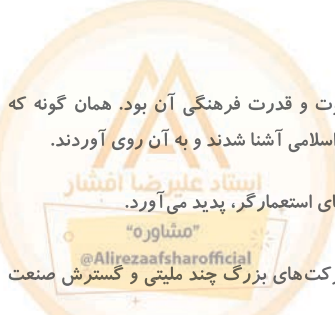 رت و قدرت فرهنگی آن بود. همان گونه که
اسلامی آشنا شدند و به آن روی آوردند.
استاد علیرضا افشار
ای استعمارگر، پدید می‌آورد.
"مشاوره"
@Alirezaafsharofficial
رکت‌های بزرگ چند ملیتی و گسترش صنعت